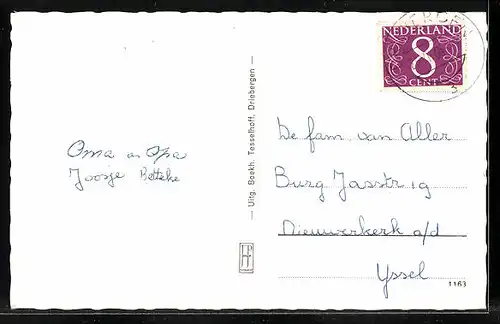 NEDERLAND
8
CENT
Oma en Opa
Joosje Betteke
Uitg. Boekh. Tesselhoff, Driebergen
De fam van Aller
Burg Jasstr 19
Nieuwerkerk a/d
Yssel
1163